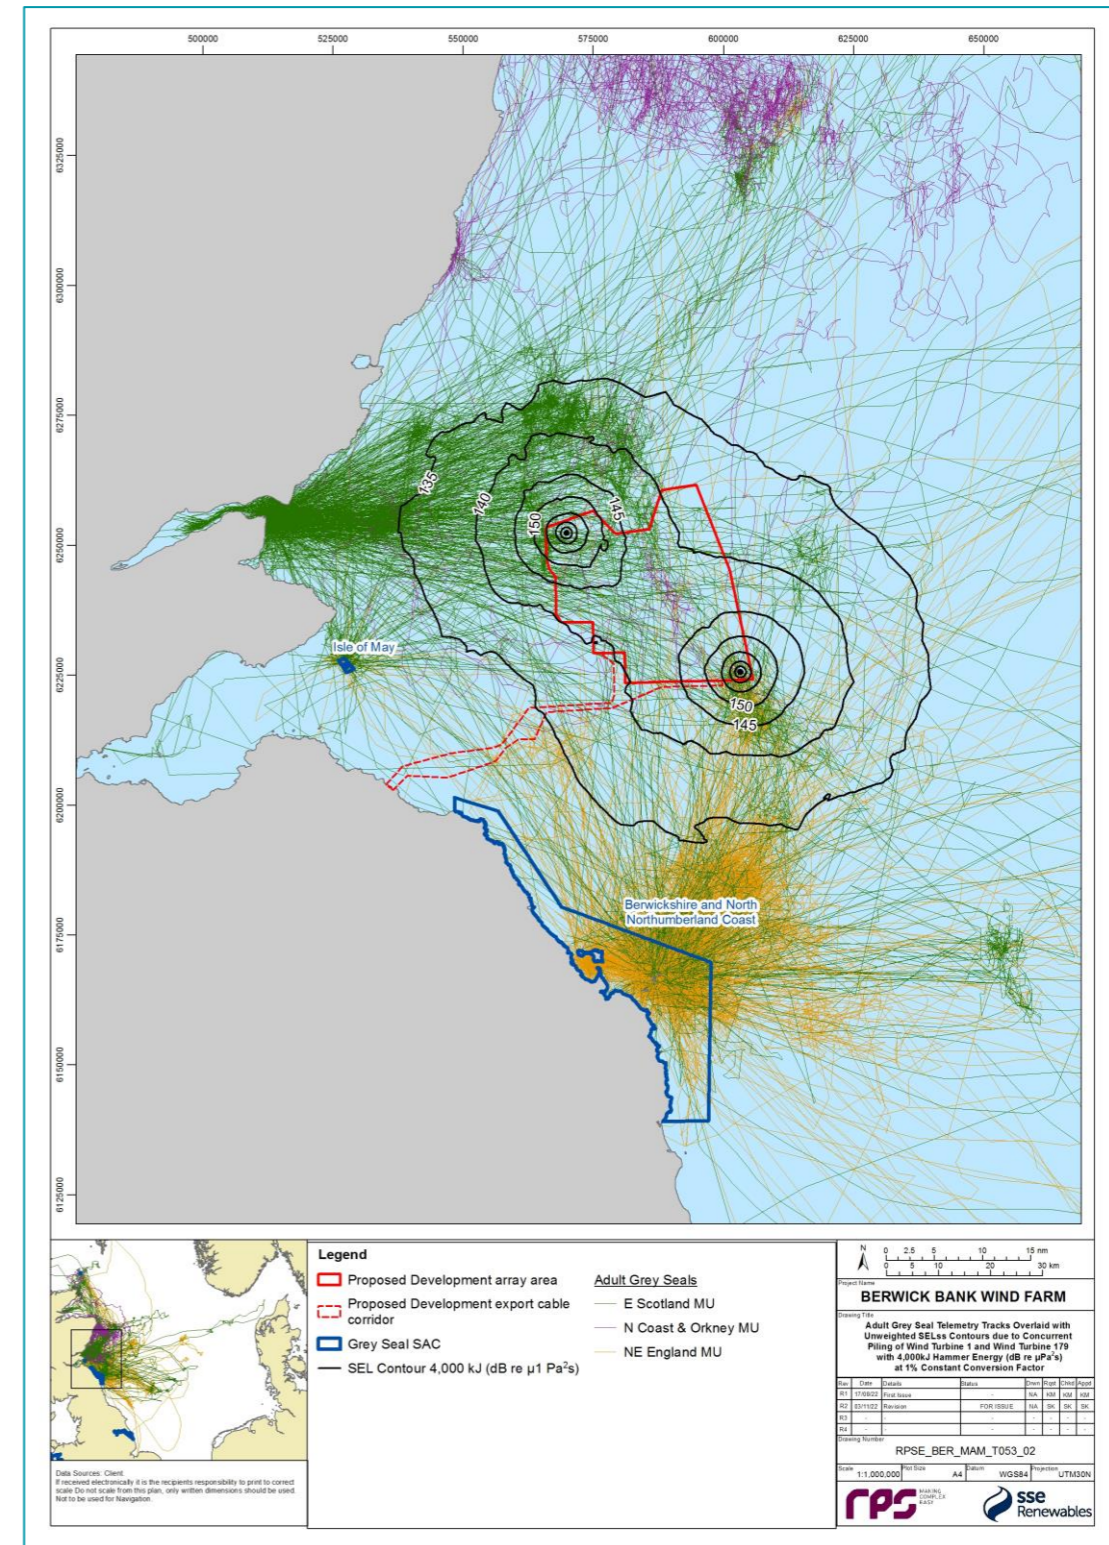 500000
525000
550000
575000
600000
625000
650000
6325000
6300000
6275000
6250000
6225000
6200000
6175000
6150000
6125000
135
140
145
150
Isle of May
150
145
Berwickshire and North
Northumberland Coast
Legend
Proposed Development array area
Proposed Development export cable
corridor
Grey Seal SAC
SEL Contour 4,000 kJ (dB re µ1 Pa²s)
Adult Grey Seals
E Scotland MU
N Coast & Orkney MU
NE England MU
Data Sources: Client.
If received electronically it is the recipients responsibility to print to correct
scale Do not scale from this plan, only written dimensions should be used.
Not to be used for Navigation.
N
0 2.5 5 10 15 nm
0 10 20 30 km
Project Name
BERWICK BANK WIND FARM
Drawing Title
Adult Grey Seal Telemetry Tracks Overlaid with
Unweighted SELss Contours due to Concurrent
Piling of Wind Turbine 1 and Wind Turbine 179
with 4,000kJ Hammer Energy (dB re µPa²s)
at 1% Constant Conversion Factor
Rev Date Details Status Drwn Rqst Chkd Appd
R1 17/08/22 First Issue - NA KM KM KM
R2 03/11/22 Revision FOR ISSUE NA SK SK SK
R3 - - - - - - -
R4 - - - - - - -
Drawing Number
RPSE_BER_MAM_T053_02
Scale 1:1,000,000 Plot Size A4 Datum WGS84 Projection UTM30N
rps MAKING COMPLEX EASY
sse Renewables